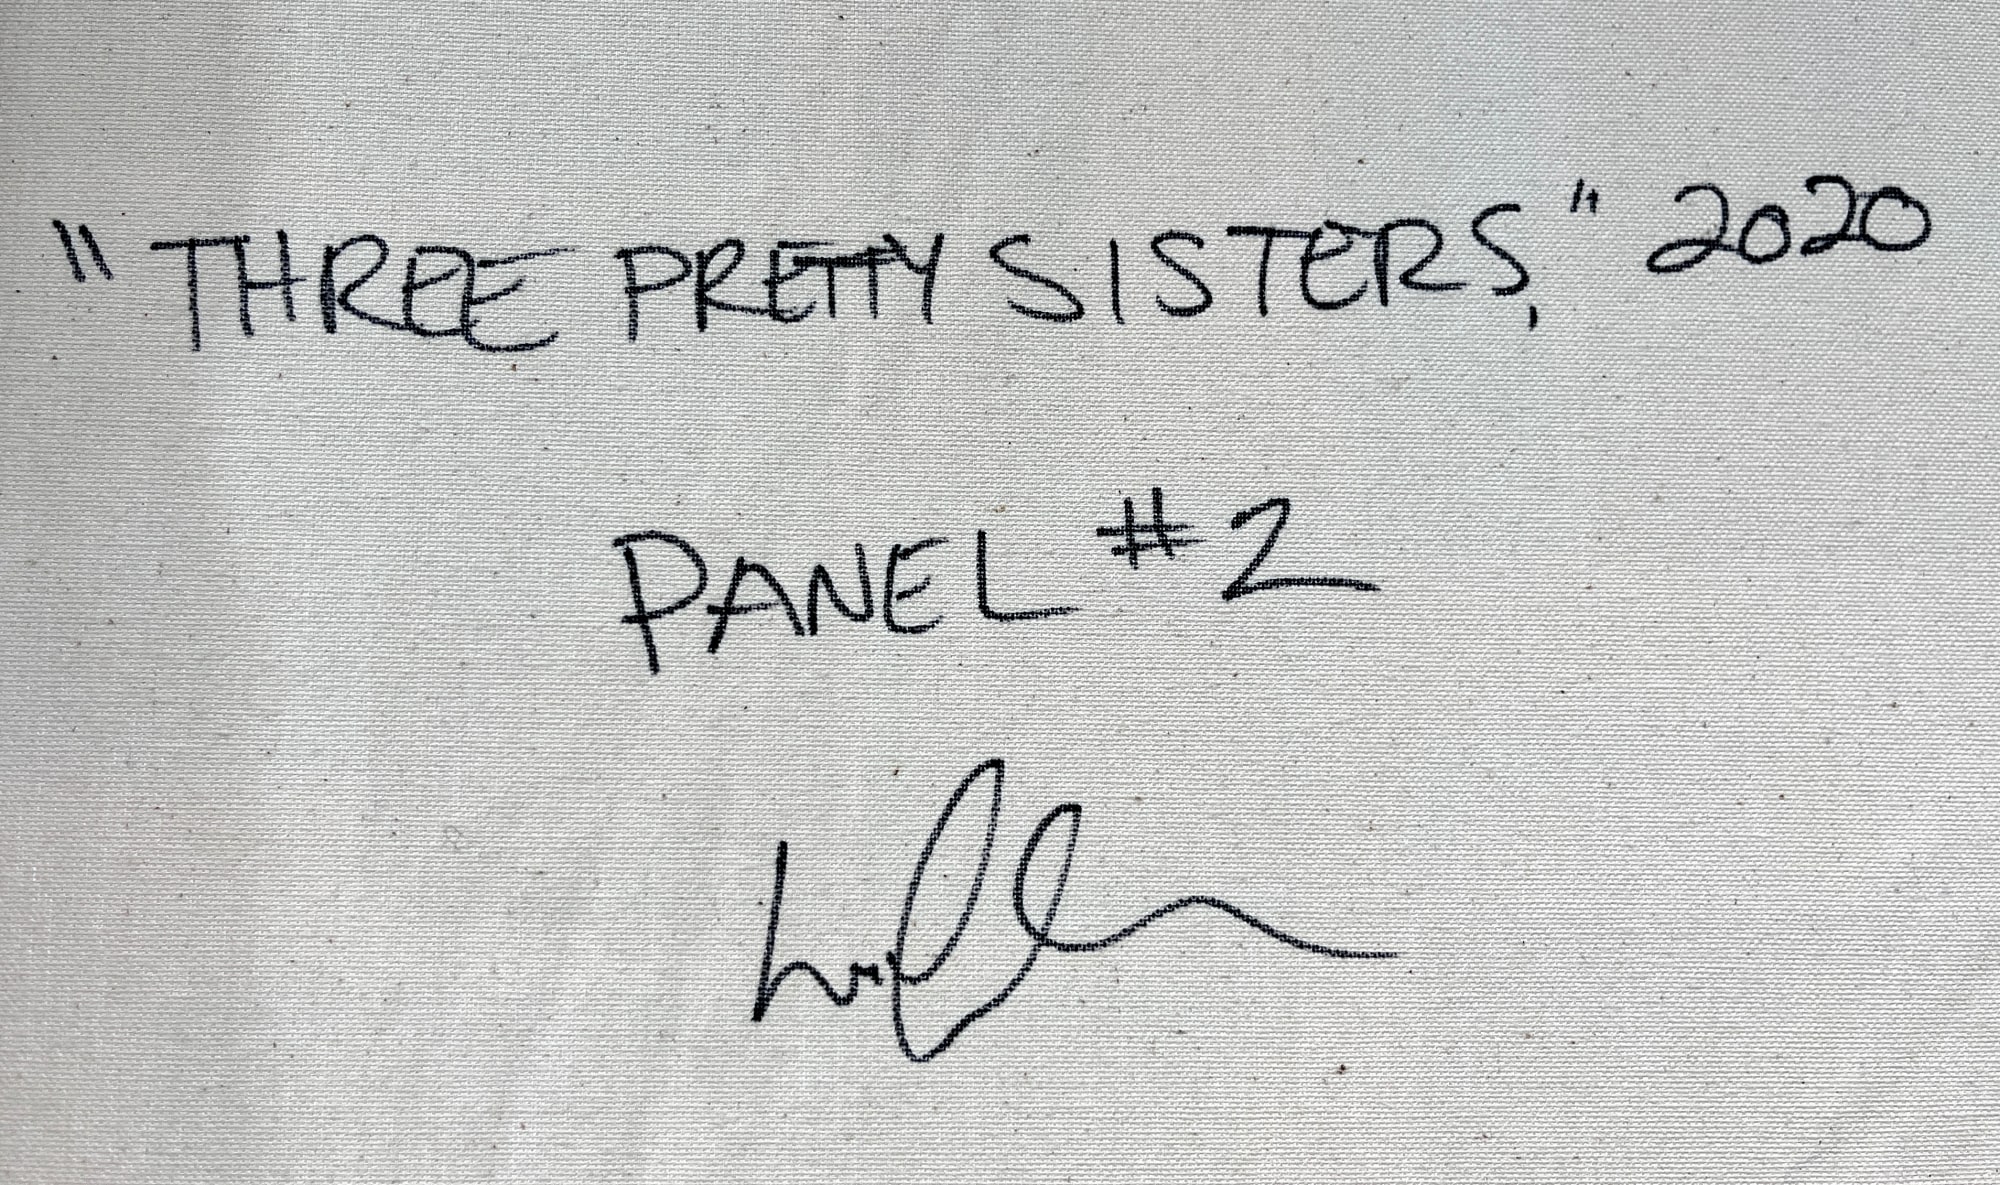 "THREE PRETTY SISTERS," 2020
PANEL #2